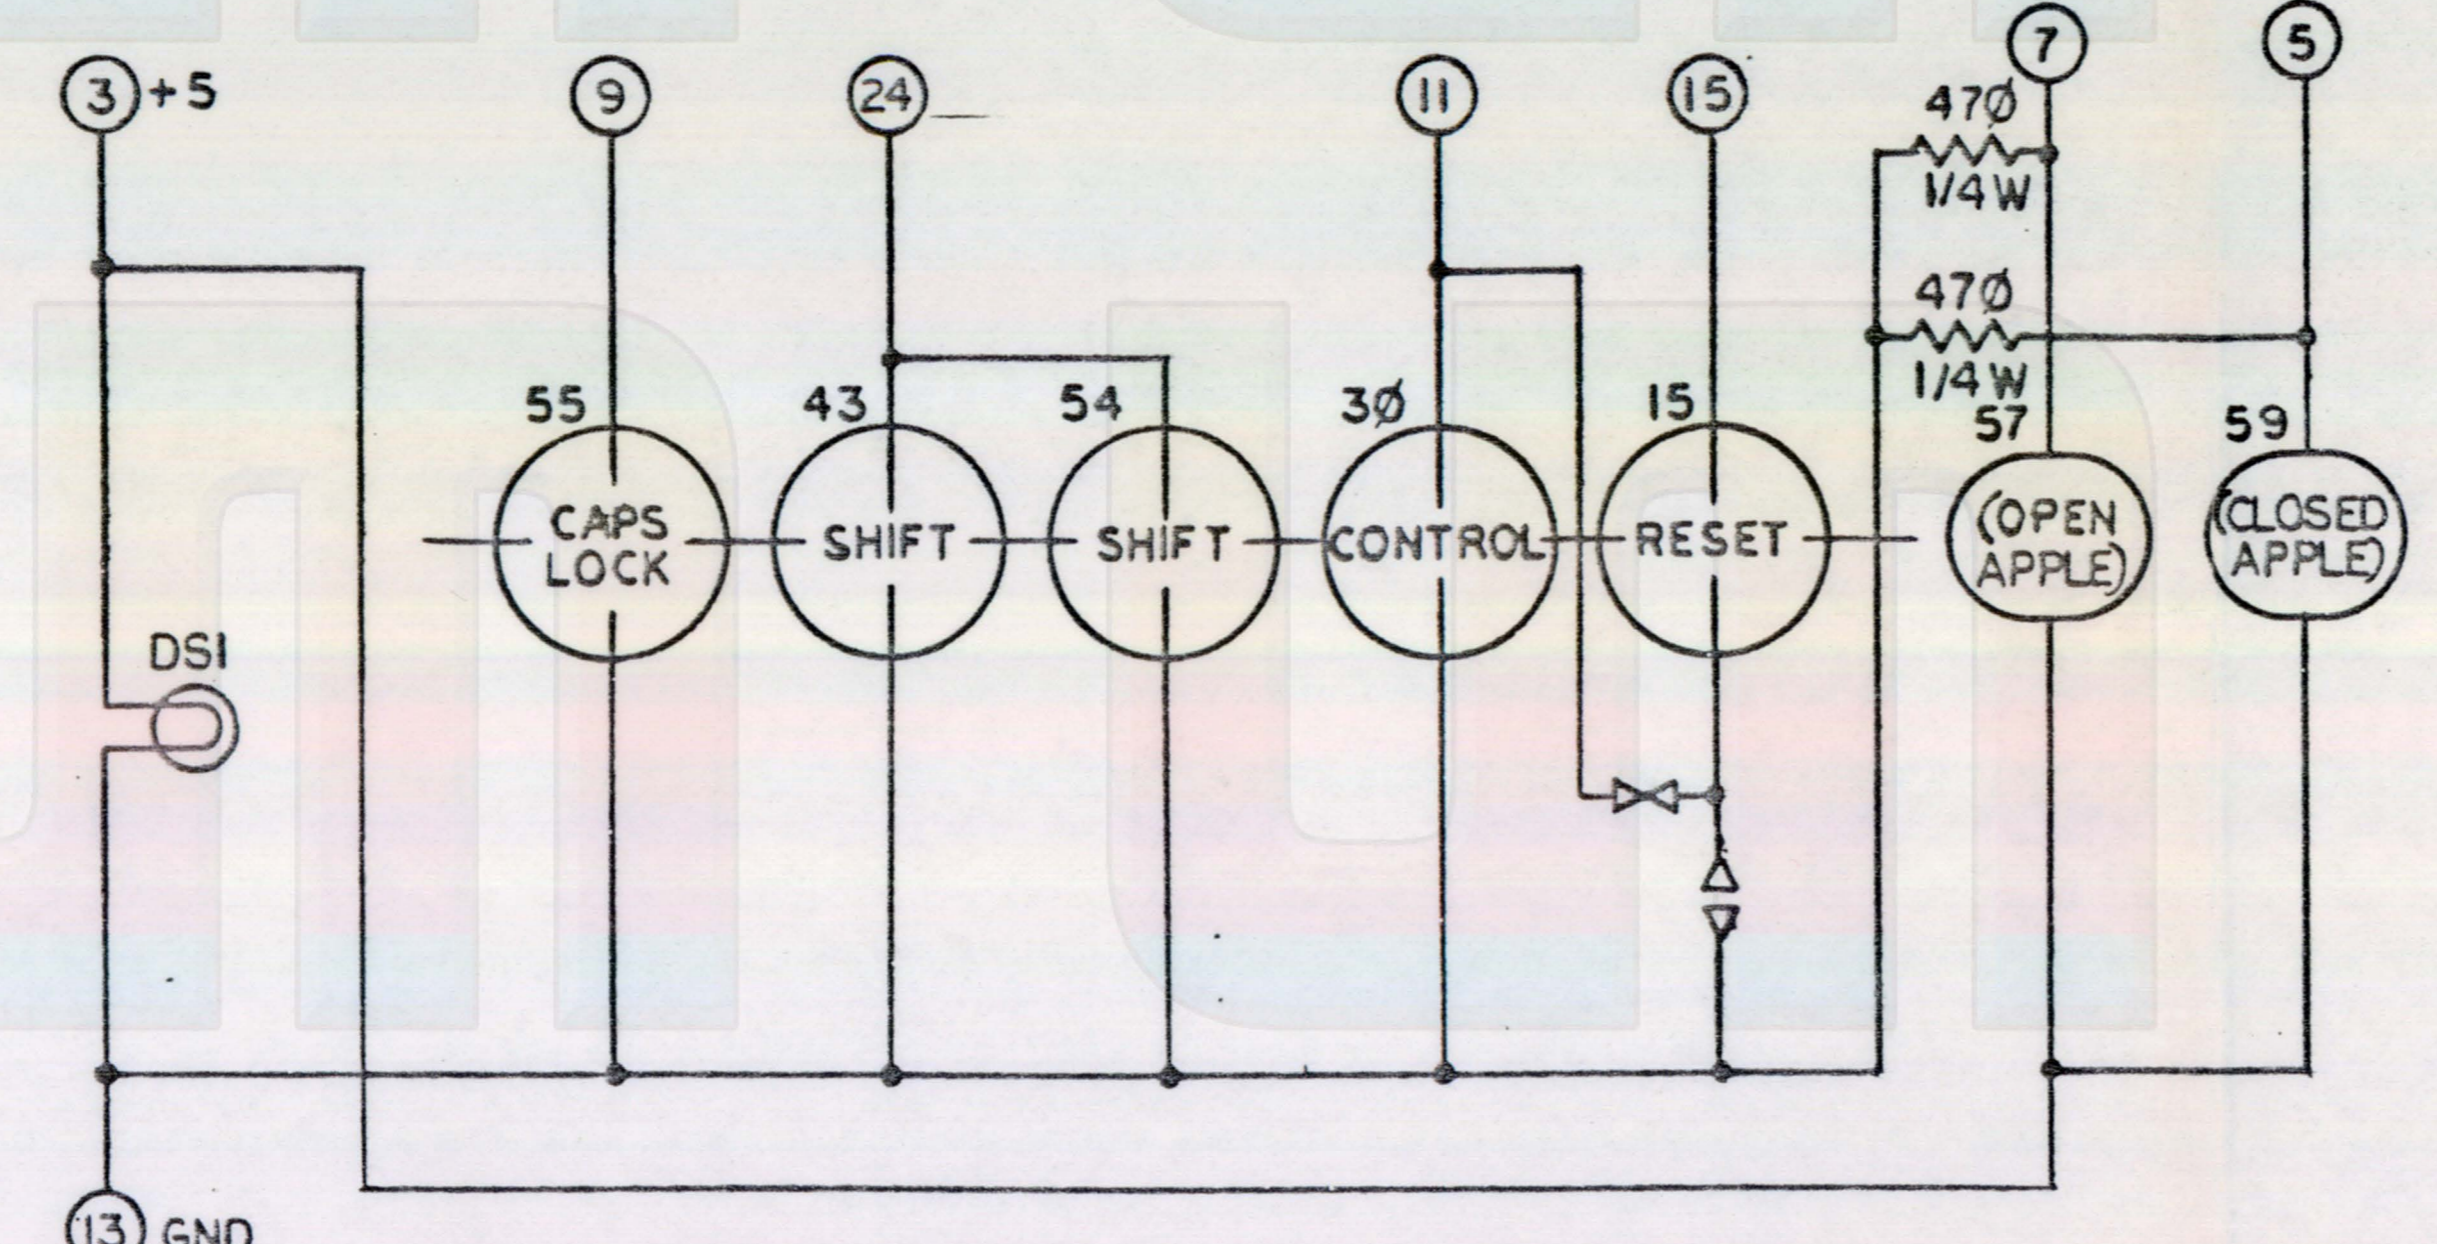 3 +5
9
24
11
15
7
5
47Ø
1/4W
47Ø
1/4W
55
43
54
3Ø
15
57
59
CAPS
LOCK
SHIFT
SHIFT
CONTROL
RESET
(OPEN
APPLE)
(CLOSED
APPLE)
DS1
13 GND